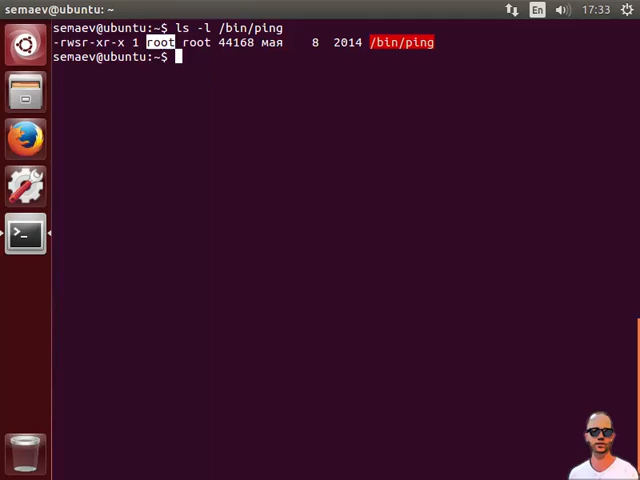 semaev@ubuntu: ~
En
17:33
semaev@ubuntu:~$ ls -l /bin/ping
-rwsr-xr-x 1 root root 44168 мая    8  2014 /bin/ping
semaev@ubuntu:~$
>_